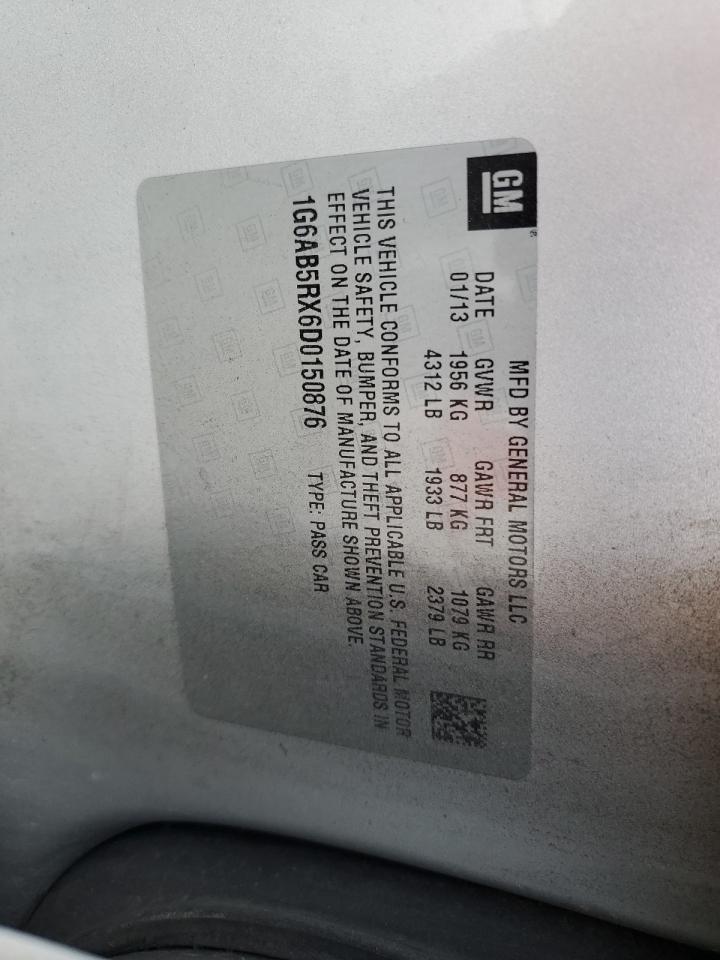 GM
MFD BY GENERAL MOTORS LLC
DATE GVWR GAWR FRT GAWR RR
01/13 1956 KG 877 KG 1079 KG
4312 LB 1933 LB 2379 LB
THIS VEHICLE CONFORMS TO ALL APPLICABLE U.S. FEDERAL MOTOR
VEHICLE SAFETY, BUMPER, AND THEFT PREVENTION STANDARDS IN
EFFECT ON THE DATE OF MANUFACTURE SHOWN ABOVE.
1G6AB5RX6D0150876 TYPE: PASS CAR